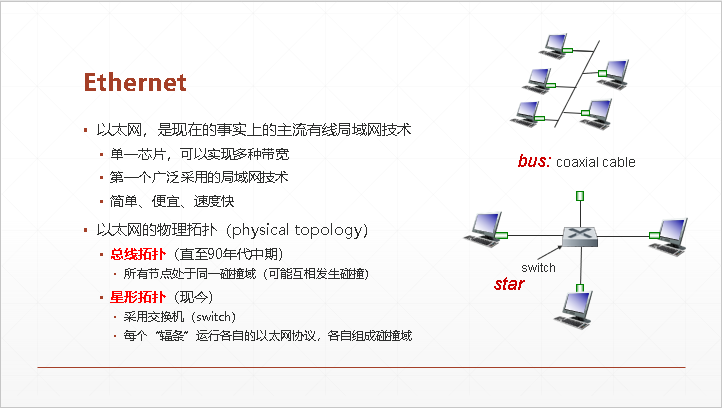 Ethernet
以太网，是现在的事实上的主流有线局域网技术
单一芯片，可以实现多种带宽
第一个广泛采用的局域网技术
简单、便宜、速度快
以太网的物理拓扑（physical topology）
总线拓扑（直至90年代中期）
所有节点处于同一碰撞域（可能互相发生碰撞）
星形拓扑（现今）
采用交换机（switch）
每个“辐条”运行各自的以太网协议，各自组成碰撞域
bus: coaxial cable
switch
star